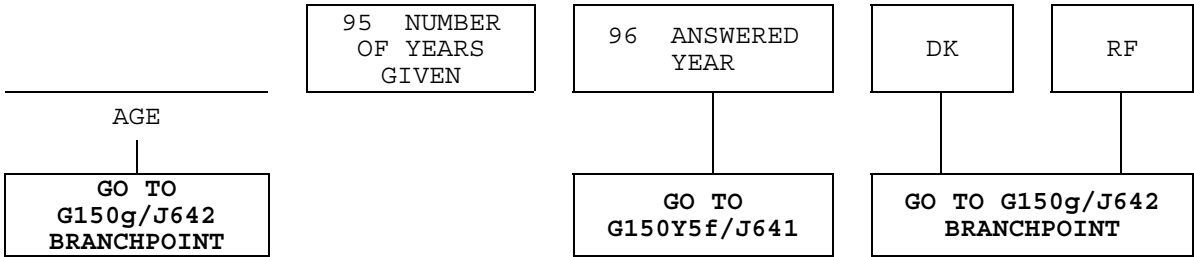 95 NUMBER
OF YEARS
GIVEN
96 ANSWERED
YEAR
DK
RF
AGE
GO TO
G150g/J642
BRANCHPOINT
GO TO
G150Y5f/J641
GO TO G150g/J642
BRANCHPOINT